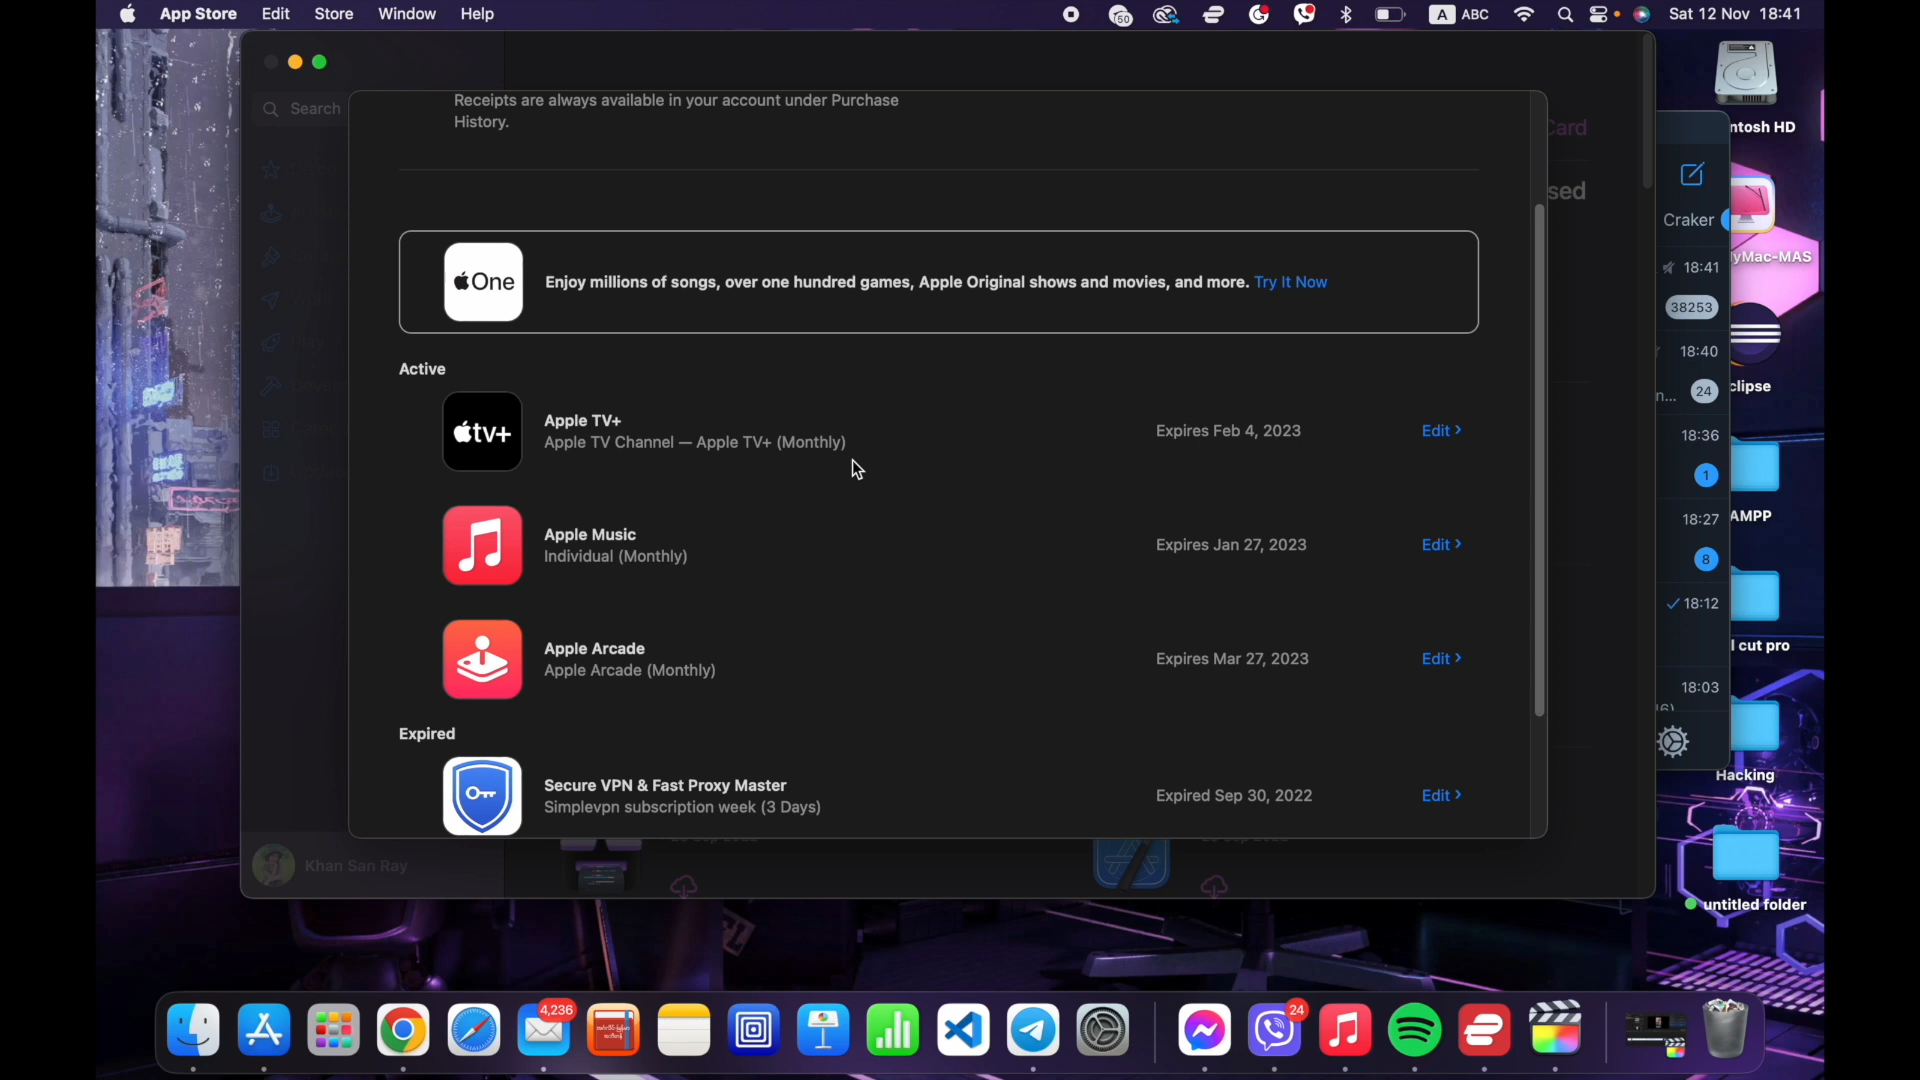 App Store Edit Store Window Help
50
A ABC
Sat 12 Nov 18:41
Search
Receipts are always available in your account under Purchase
History.
Card
sed
One
Enjoy millions of songs, over one hundred games, Apple Original shows and movies, and more. Try It Now
Active
tv+
Apple TV+
Apple TV Channel — Apple TV+ (Monthly)
Expires Feb 4, 2023
Edit >
Apple Music
Individual (Monthly)
Expires Jan 27, 2023
Edit >
Apple Arcade
Apple Arcade (Monthly)
Expires Mar 27, 2023
Edit >
Expired
Secure VPN & Fast Proxy Master
Simplevpn subscription week (3 Days)
Expired Sep 30, 2022
Edit >
Khan San Ray
Craker
18:41
38253
18:40
n...
24
18:36
1
18:27
8
18:12
18:03
16)
ntosh HD
lyMac-MAS
clipse
AMPP
l cut pro
Hacking
untitled folder
4,236
24